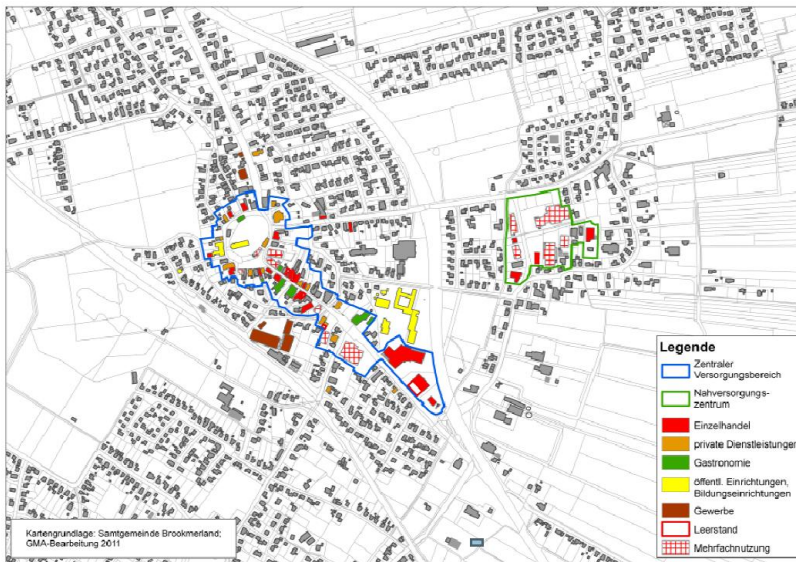 Legende
Zentraler
Versorgungsbereich
Nahversorgungs-
zentrum
Einzelhandel
private Dienstleistungen
Gastronomie
öffentl. Einrichtungen,
Bildungseinrichtungen
Gewerbe
Leerstand
Mehrfachnutzung
Kartengrundlage: Samtgemeinde Brookmerland;
GMA-Bearbeitung 2011